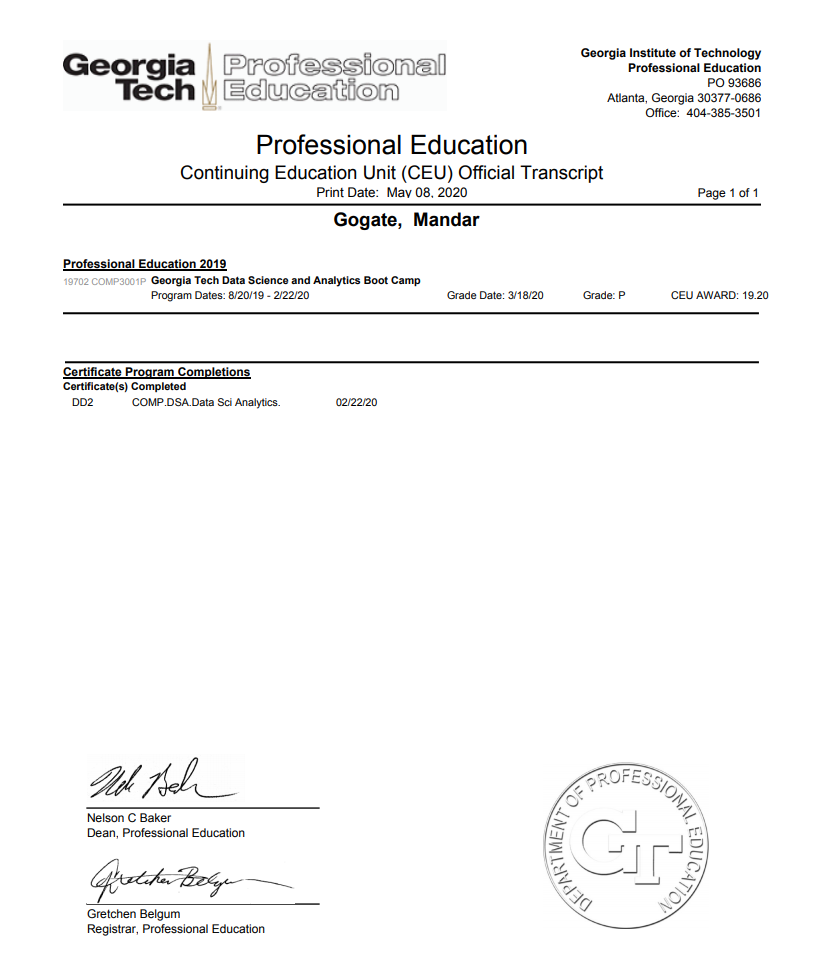 Georgia Tech Professional Education
Georgia Institute of Technology
Professional Education
PO 93686
Atlanta, Georgia 30377-0686
Office: 404-385-3501
Professional Education
Continuing Education Unit (CEU) Official Transcript
Print Date: May 08, 2020
Page 1 of 1
Gogate, Mandar
Professional Education 2019
19702 COMP3001P Georgia Tech Data Science and Analytics Boot Camp
Program Dates: 8/20/19 - 2/22/20 Grade Date: 3/18/20 Grade: P CEU AWARD: 19.20
Certificate Program Completions
Certificate(s) Completed
DD2 COMP.DSA.Data Sci Analytics. 02/22/20
Nelson C Baker
Dean, Professional Education
Gretchen Belgum
Gretchen Belgum
Registrar, Professional Education
DEPARTMENT OF PROFESSIONAL EDUCATION
GT